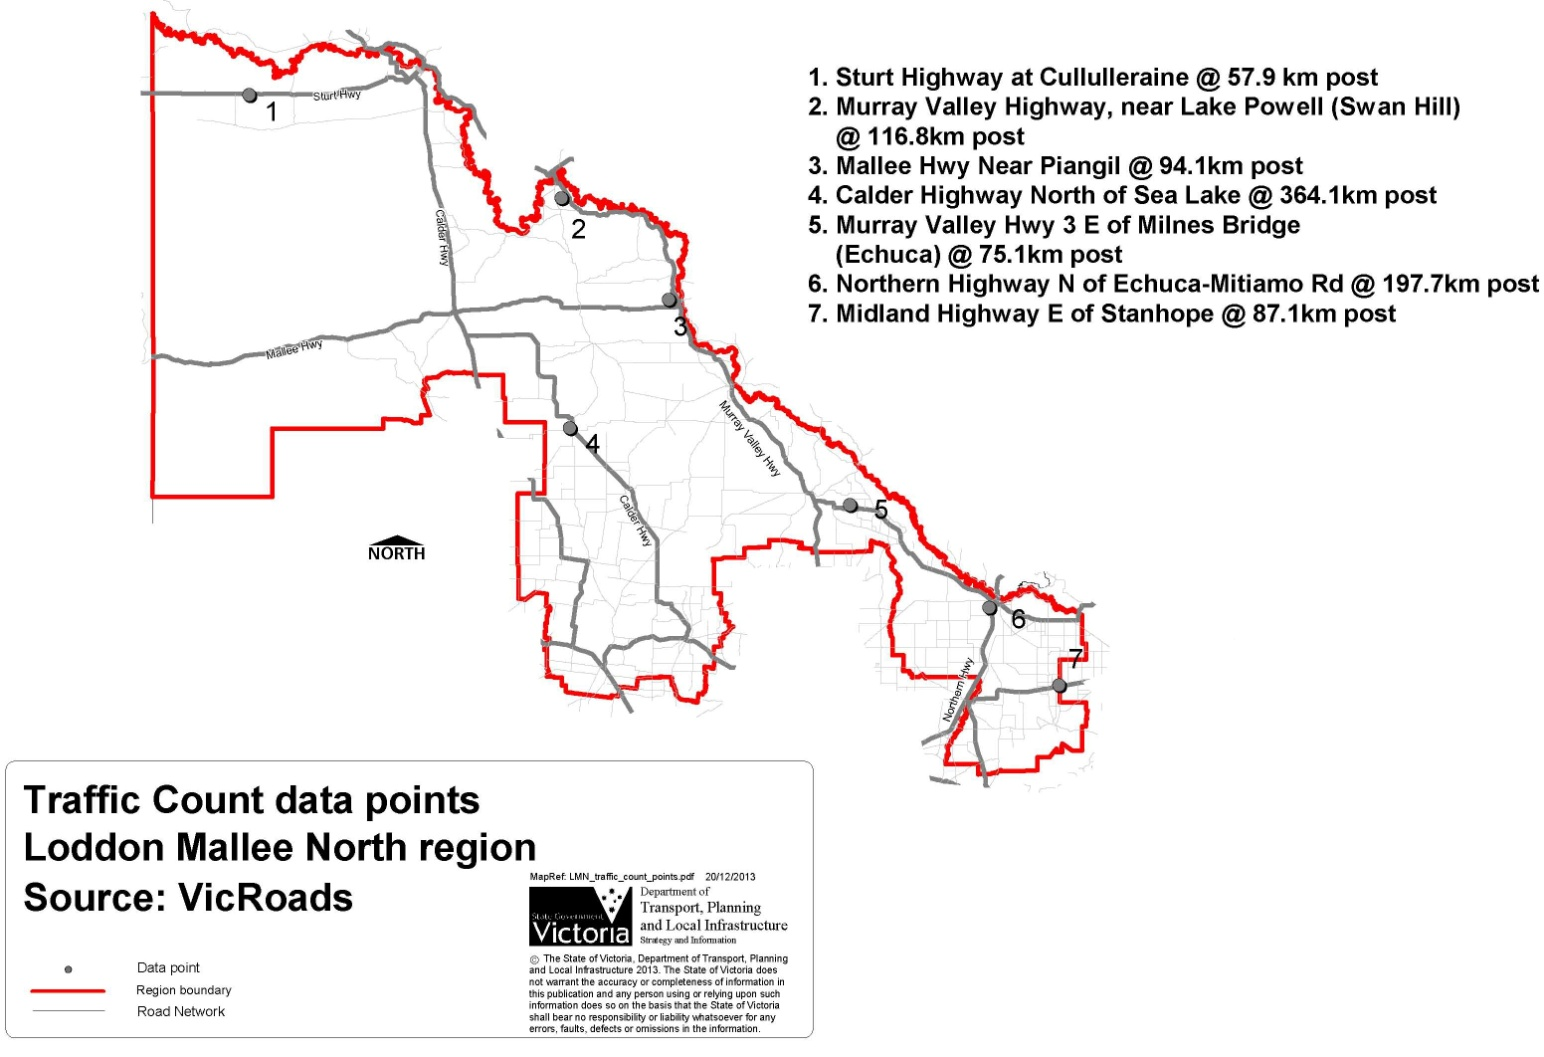 1. Sturt Highway at Cullulleraine @ 57.9 km post
2. Murray Valley Highway, near Lake Powell (Swan Hill)
@ 116.8km post
3. Mallee Hwy Near Piangil @ 94.1km post
4. Calder Highway North of Sea Lake @ 364.1km post
5. Murray Valley Hwy 3 E of Milnes Bridge
(Echuca) @ 75.1km post
6. Northern Highway N of Echuca-Mitiamo Rd @ 197.7km post
7. Midland Highway E of Stanhope @ 87.1km post
Sturt Hwy
1
2
Calder Hwy
3
Mallee Hwy
Murray Valley Hwy
4
Calder Hwy
5
NORTH
6
7
Northern Hwy
Traffic Count data points
Loddon Mallee North region
Source: VicRoads
Data point
Region boundary
Road Network
MapRef: LMN_traffic_count_points.pdf 20/12/2013
State Government
Victoria
Department of
Transport, Planning
and Local Infrastructure
Strategy and Information
© The State of Victoria, Department of Transport, Planning
and Local Infrastructure 2013. The State of Victoria does
not warrant the accuracy or completeness of information in
this publication and any person using or relying upon such
information does so on the basis that the State of Victoria
shall bear no responsibility or liability whatsoever for any
errors, faults, defects or omissions in the information.